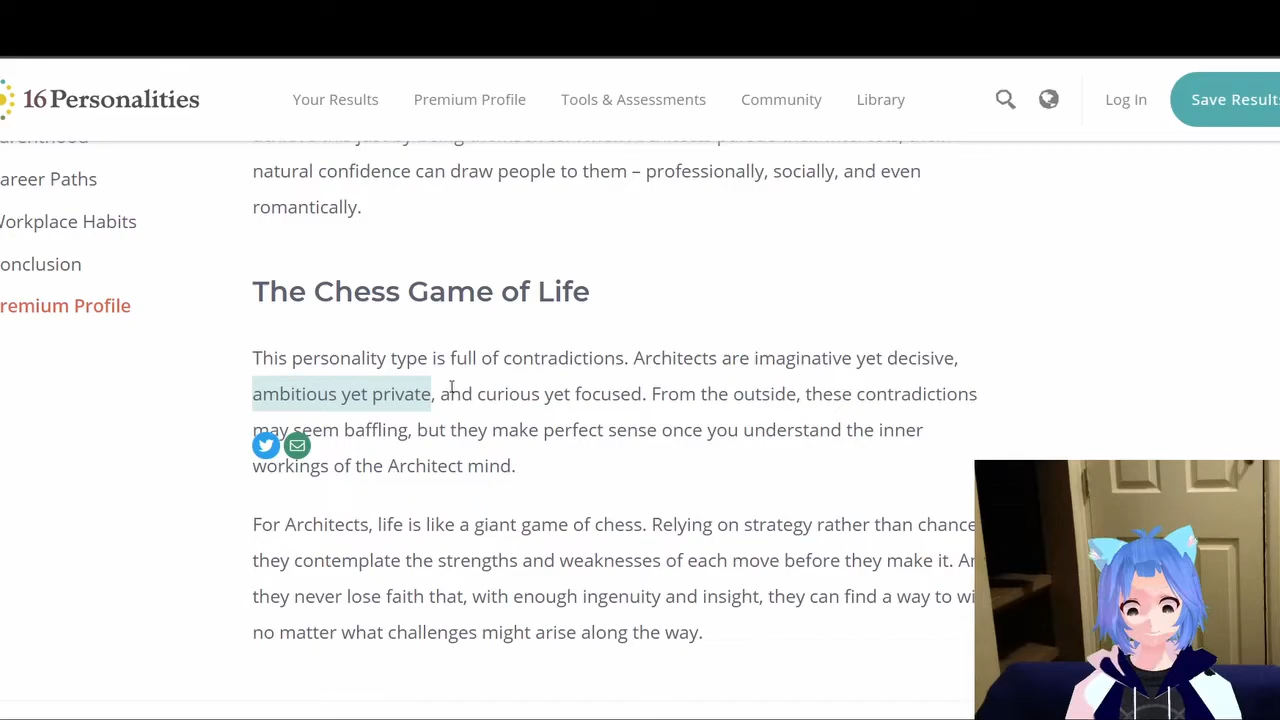 16Personalities
Your Results
Premium Profile
Tools & Assessments
Community
Library
Log In
Save Results
arenthood
areer Paths
Workplace Habits
onclusion
remium Profile
natural confidence can draw people to them – professionally, socially, and even
romantically.
The Chess Game of Life
This personality type is full of contradictions. Architects are imaginative yet decisive,
ambitious yet private, and curious yet focused. From the outside, these contradictions
may seem baffling, but they make perfect sense once you understand the inner
workings of the Architect mind.
For Architects, life is like a giant game of chess. Relying on strategy rather than chance
they contemplate the strengths and weaknesses of each move before they make it. An
they never lose faith that, with enough ingenuity and insight, they can find a way to wi
no matter what challenges might arise along the way.